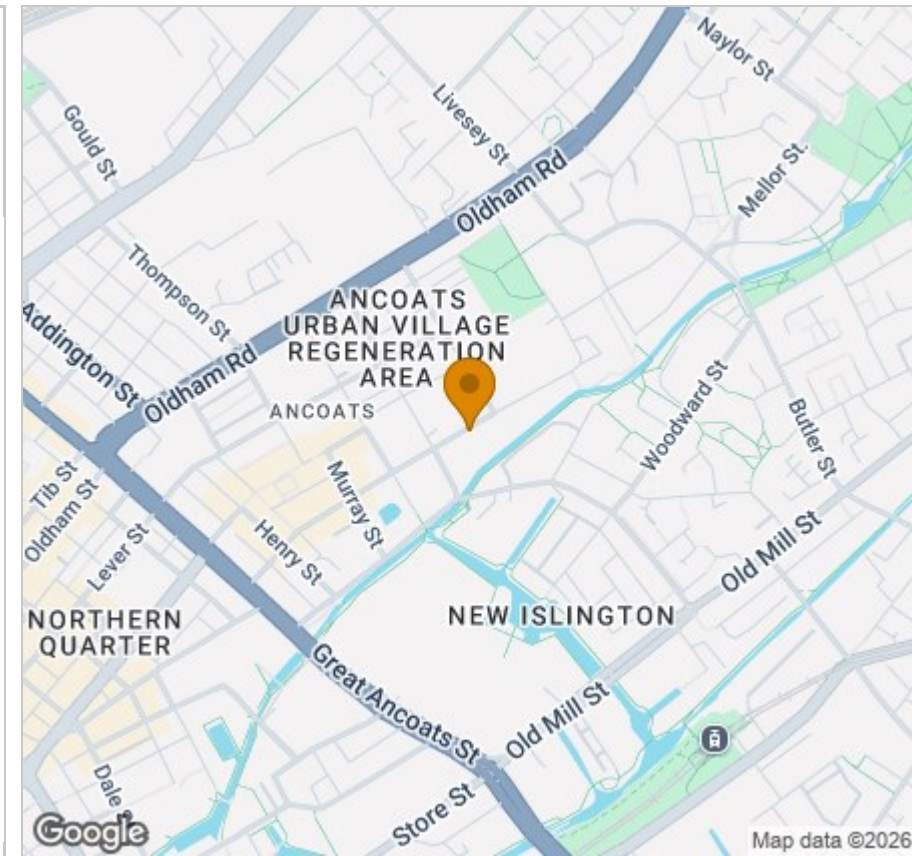 Naylor St
Livesey St
Gould St
Mellor St.
Oldham Rd
Thompson St
ANCOATS
URBAN VILLAGE
REGENERATION
AREA
Addington St
Oldham Rd
ANCOATS
Woodward St
Butler St
Tib St
Oldham St
Murray St
Lever St
Henry St
Old Mill St
NORTHERN
QUARTER
NEW ISLINGTON
Great Ancoats St
Old Mill St
Dale St
Store St
Google
Map data ©2026